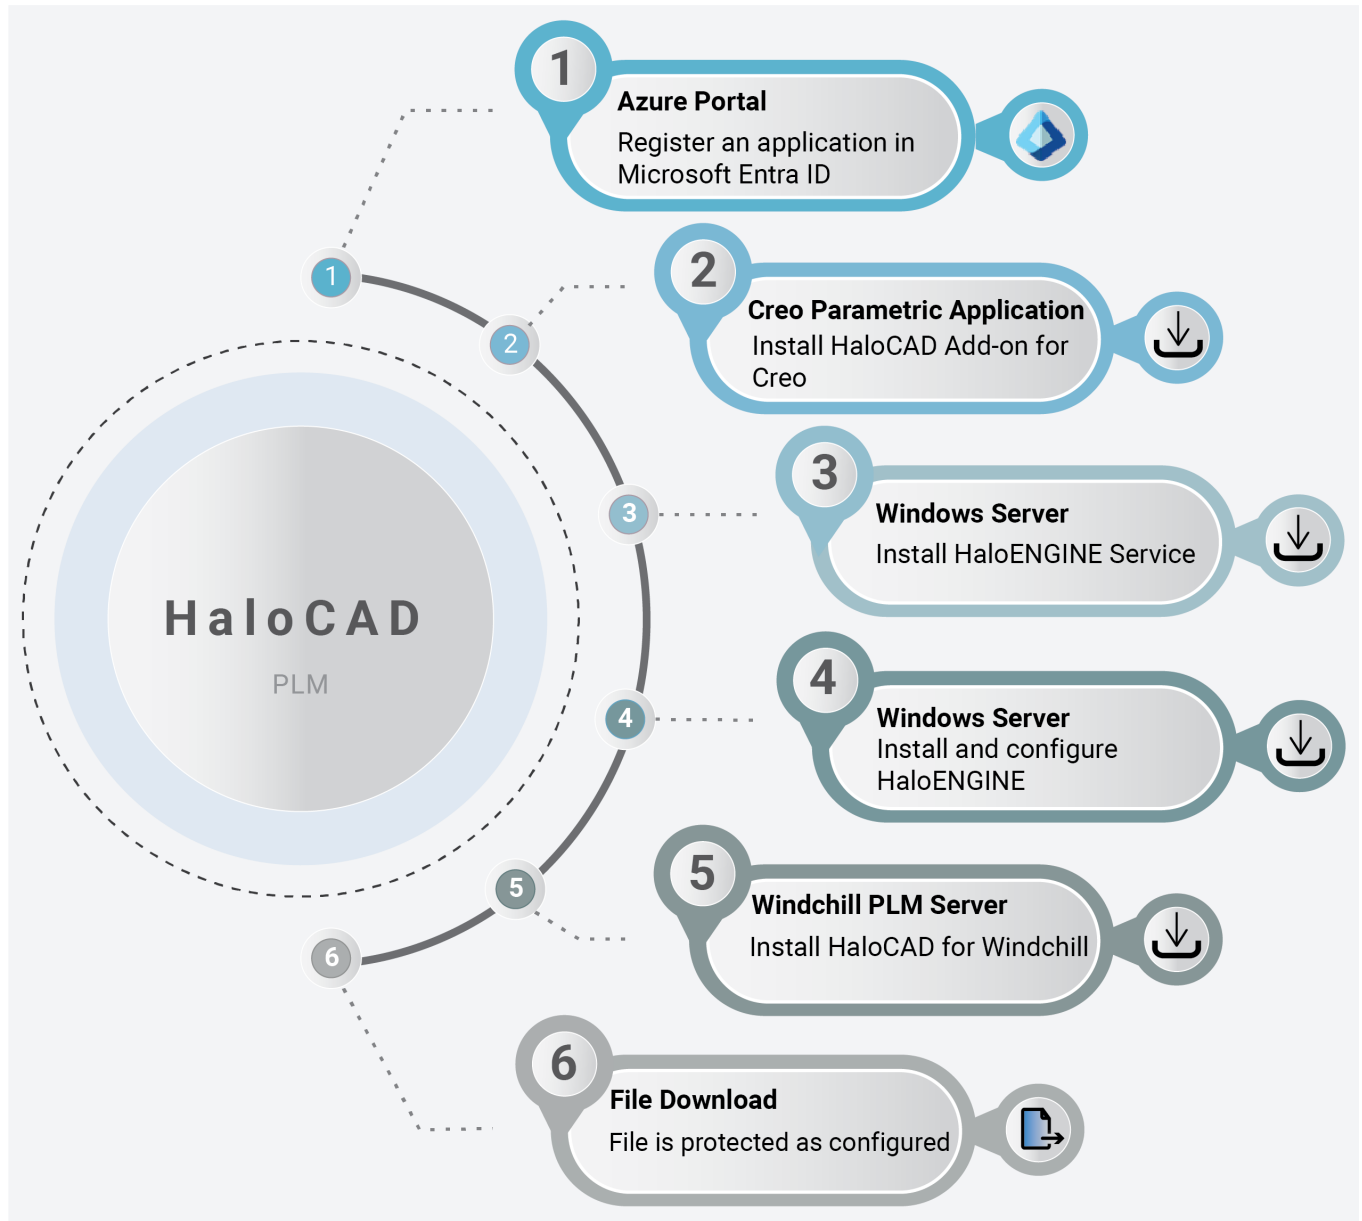 1
Azure Portal
Register an application in
Microsoft Entra ID
1
2
Creo Parametric Application
Install HaloCAD Add-on for
Creo
2
3
Windows Server
Install HaloENGINE Service
3
HaloCAD
PLM
4
Windows Server
Install and configure
HaloENGINE
4
5
Windchill PLM Server
Install HaloCAD for Windchill
5
6
File Download
File is protected as configured
6